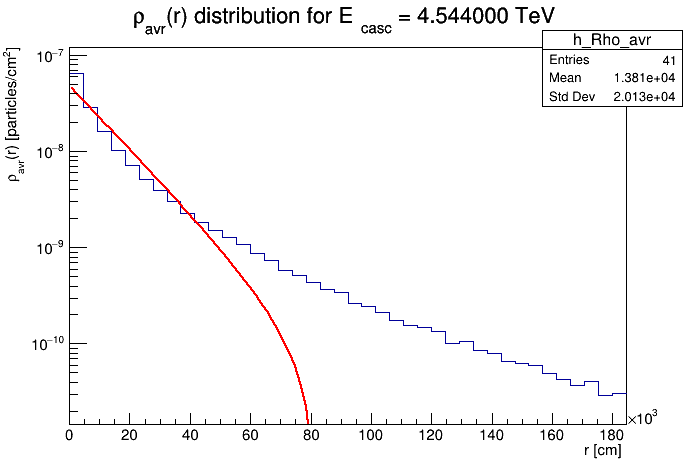 ρavr(r) distribution for E casc = 4.544000 TeV
h_Rho_avr
Entries 41
Mean 1.381e+04
Std Dev 2.013e+04
ρavr(r) [particles/cm²]
10⁻⁷
10⁻⁸
10⁻⁹
10⁻¹⁰
0 20 40 60 80 100 120 140 160 180
×10³
r [cm]